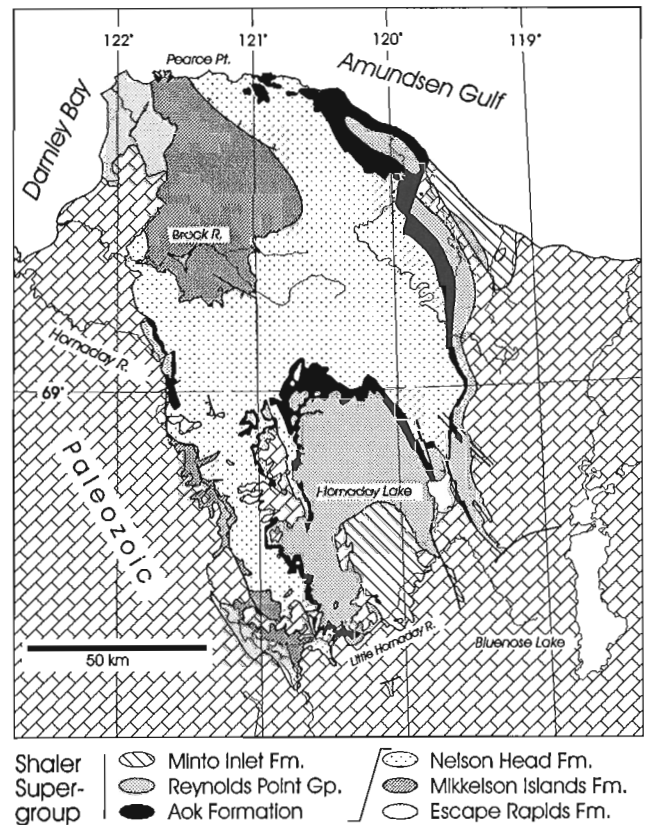 122° 121° 120° 119°
Pearce Pt.
Amundsen Gulf
Darnley Bay
Brock R.
Hornaday R.
69°
Paleozoic
Hornaday Lake
Little Hornaday R.
Bluenose Lake
50 km
Shaler Super-group
Minto Inlet Fm.
Reynolds Point Gp.
Aok Formation
Nelson Head Fm.
Mikkelson Islands Fm.
Escape Rapids Fm.